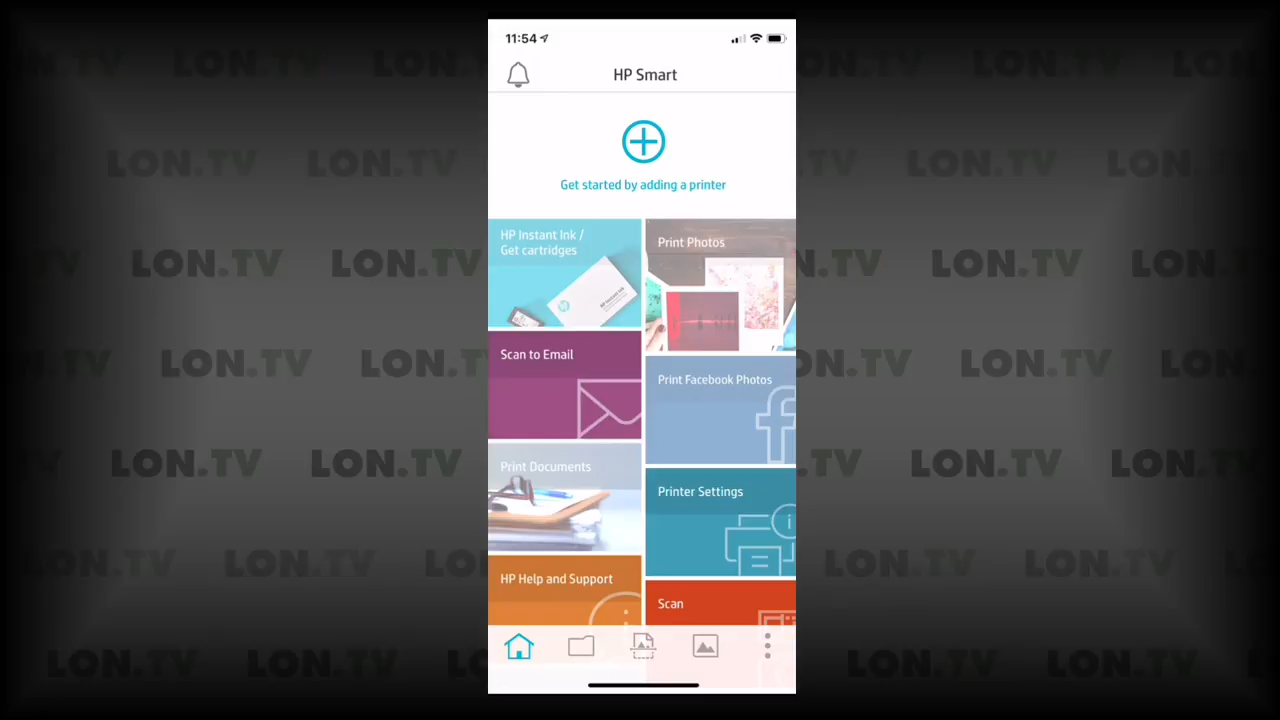 11:54
HP Smart
Get started by adding a printer
HP Instant Ink /
Get cartridges
Print Photos
Scan to Email
Print Facebook Photos
Print Documents
Printer Settings
HP Help and Support
Scan
LON.TV